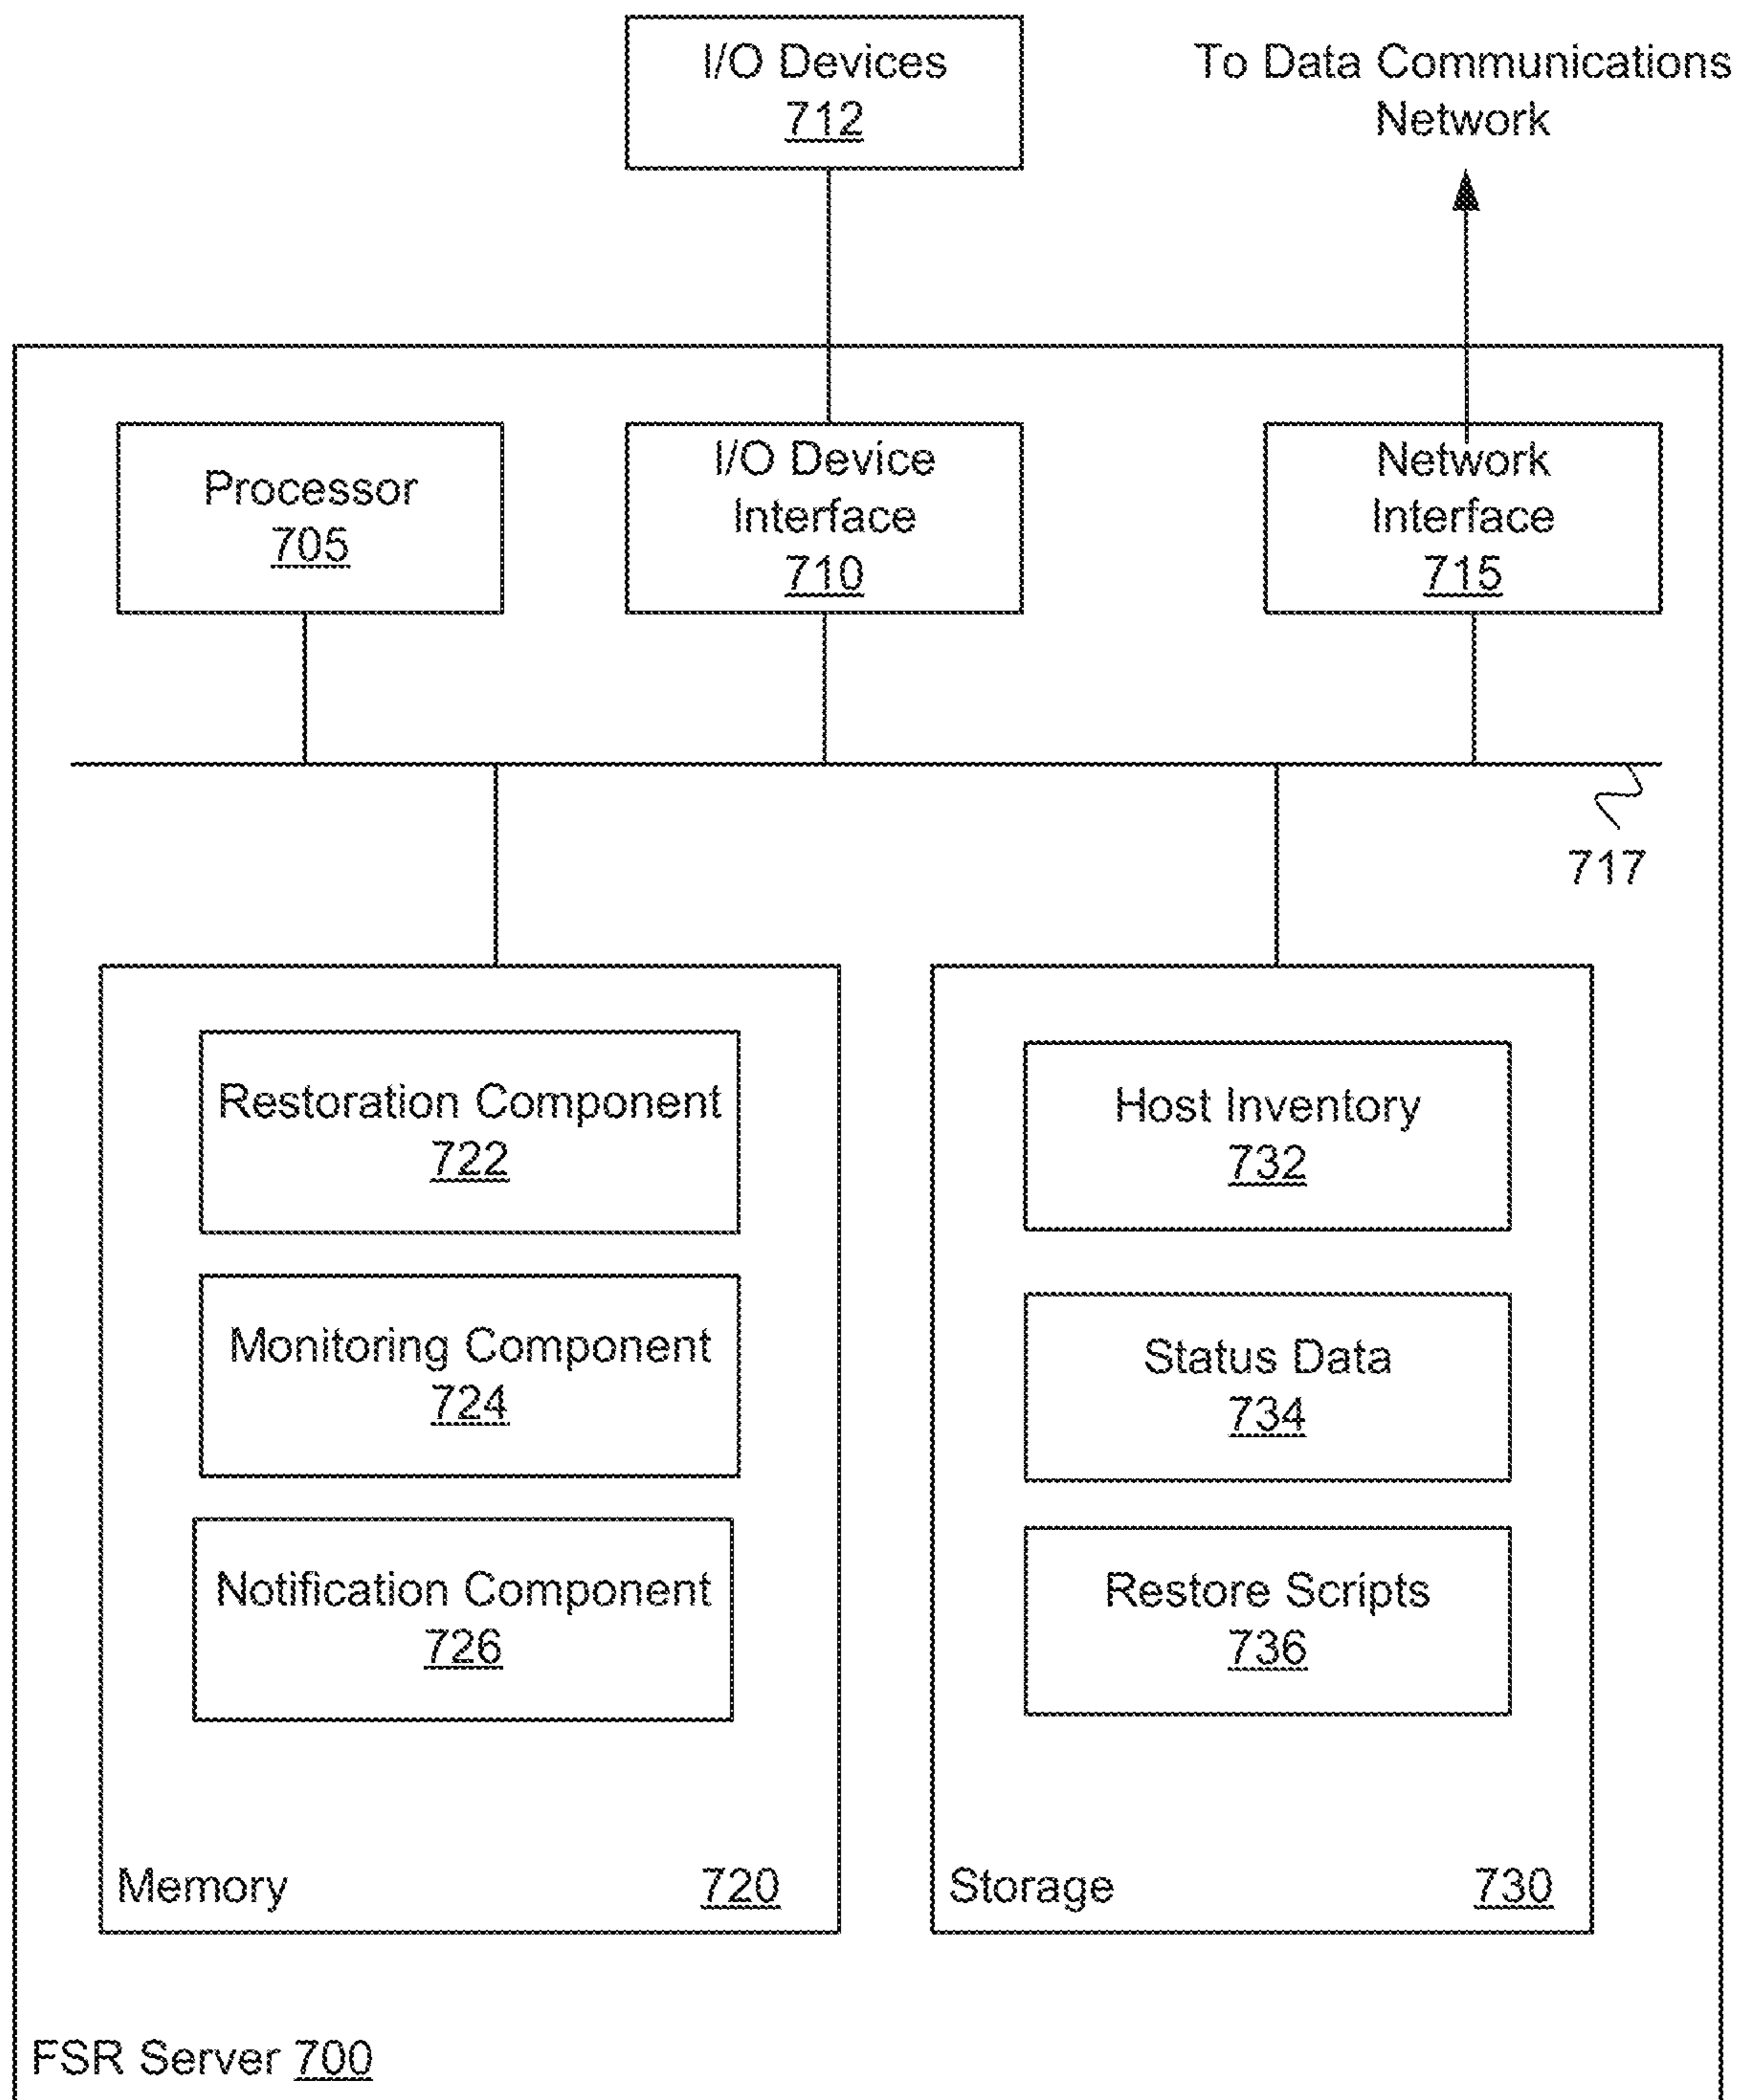 I/O Devices
712
To Data Communications
Network
Processor
705
I/O Device
Interface
710
Network
Interface
715
717
Restoration Component
722
Monitoring Component
724
Notification Component
726
Memory 720
Host Inventory
732
Status Data
734
Restore Scripts
736
Storage 730
FSR Server 700